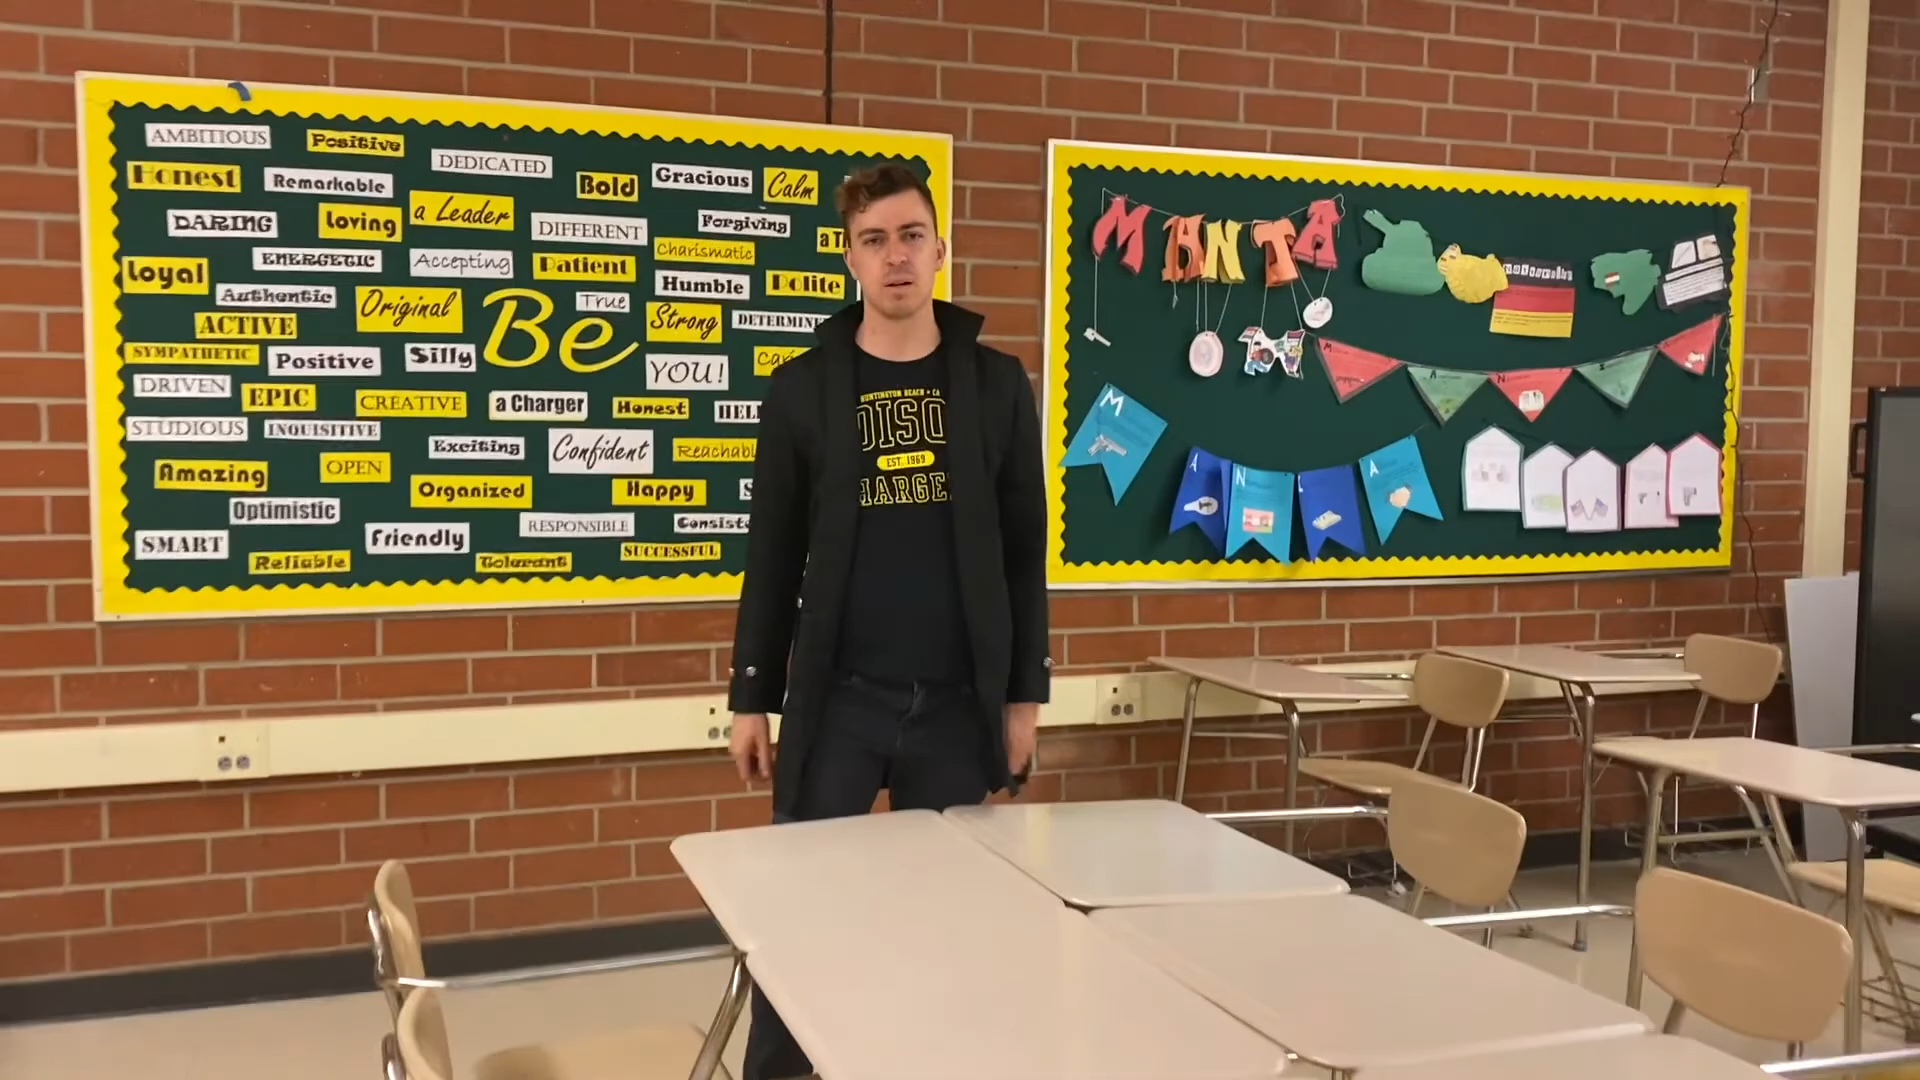 AMBITIOUS
Positive
DEDICATED
Honest
Remarkable
Bold
Gracious
Calm
DARING
Loving
a Leader
DIFFERENT
Forgiving
Charismatic
Loyal
ENERGETIC
Accepting
Patient
Humble
Polite
Authentic
Original
Be
True
Strong
ACTIVE
SYMPATHETIC
Positive
Silly
YOU!
DRIVEN
EPIC
CREATIVE
a Charger
Honest
STUDIOUS
INQUISITIVE
Exciting
Confident
Amazing
OPEN
Organized
Happy
Optimistic
RESPONSIBLE
SMART
Friendly
Reliable
Tolerant
SUCCESSFUL
HUNTINGTON BEACH • CA
DISO
EST. 1969
HARGE
MANTA
M A N I A
M
A
A